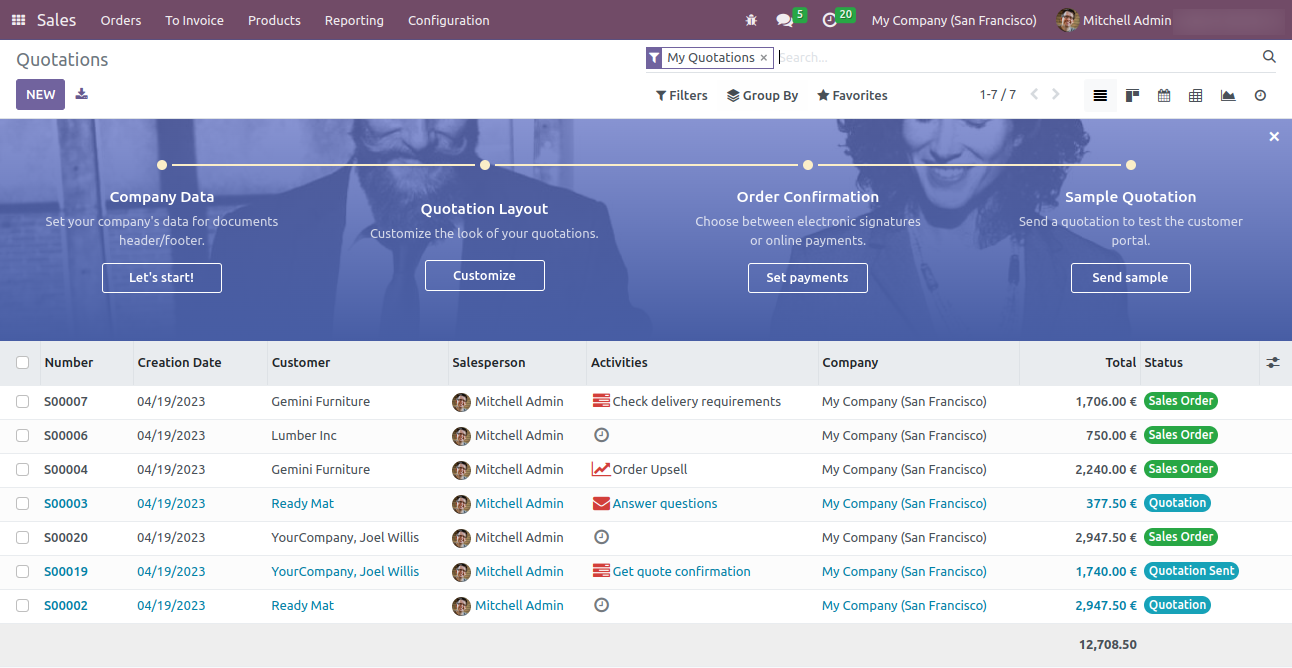 Sales Orders To Invoice Products Reporting Configuration 5 20 My Company (San Francisco) Mitchell Admin
Quotations My Quotations × Search...
NEW Filters Group By Favorites 1-7 / 7
×
Company Data Quotation Layout Order Confirmation Sample Quotation
Set your company's data for documents Customize the look of your quotations. Choose between electronic signatures Send a quotation to test the customer
header/footer. or online payments. portal.
Let's start! Customize Set payments Send sample
Number Creation Date Customer Salesperson Activities Company Total Status
S00007 04/19/2023 Gemini Furniture Mitchell Admin Check delivery requirements My Company (San Francisco) 1,706.00 € Sales Order
S00006 04/19/2023 Lumber Inc Mitchell Admin My Company (San Francisco) 750.00 € Sales Order
S00004 04/19/2023 Gemini Furniture Mitchell Admin Order Upsell My Company (San Francisco) 2,240.00 € Sales Order
S00003 04/19/2023 Ready Mat Mitchell Admin Answer questions My Company (San Francisco) 377.50 € Quotation
S00020 04/19/2023 YourCompany, Joel Willis Mitchell Admin My Company (San Francisco) 2,947.50 € Sales Order
S00019 04/19/2023 YourCompany, Joel Willis Mitchell Admin Get quote confirmation My Company (San Francisco) 1,740.00 € Quotation Sent
S00002 04/19/2023 Ready Mat Mitchell Admin My Company (San Francisco) 2,947.50 € Quotation
12,708.50